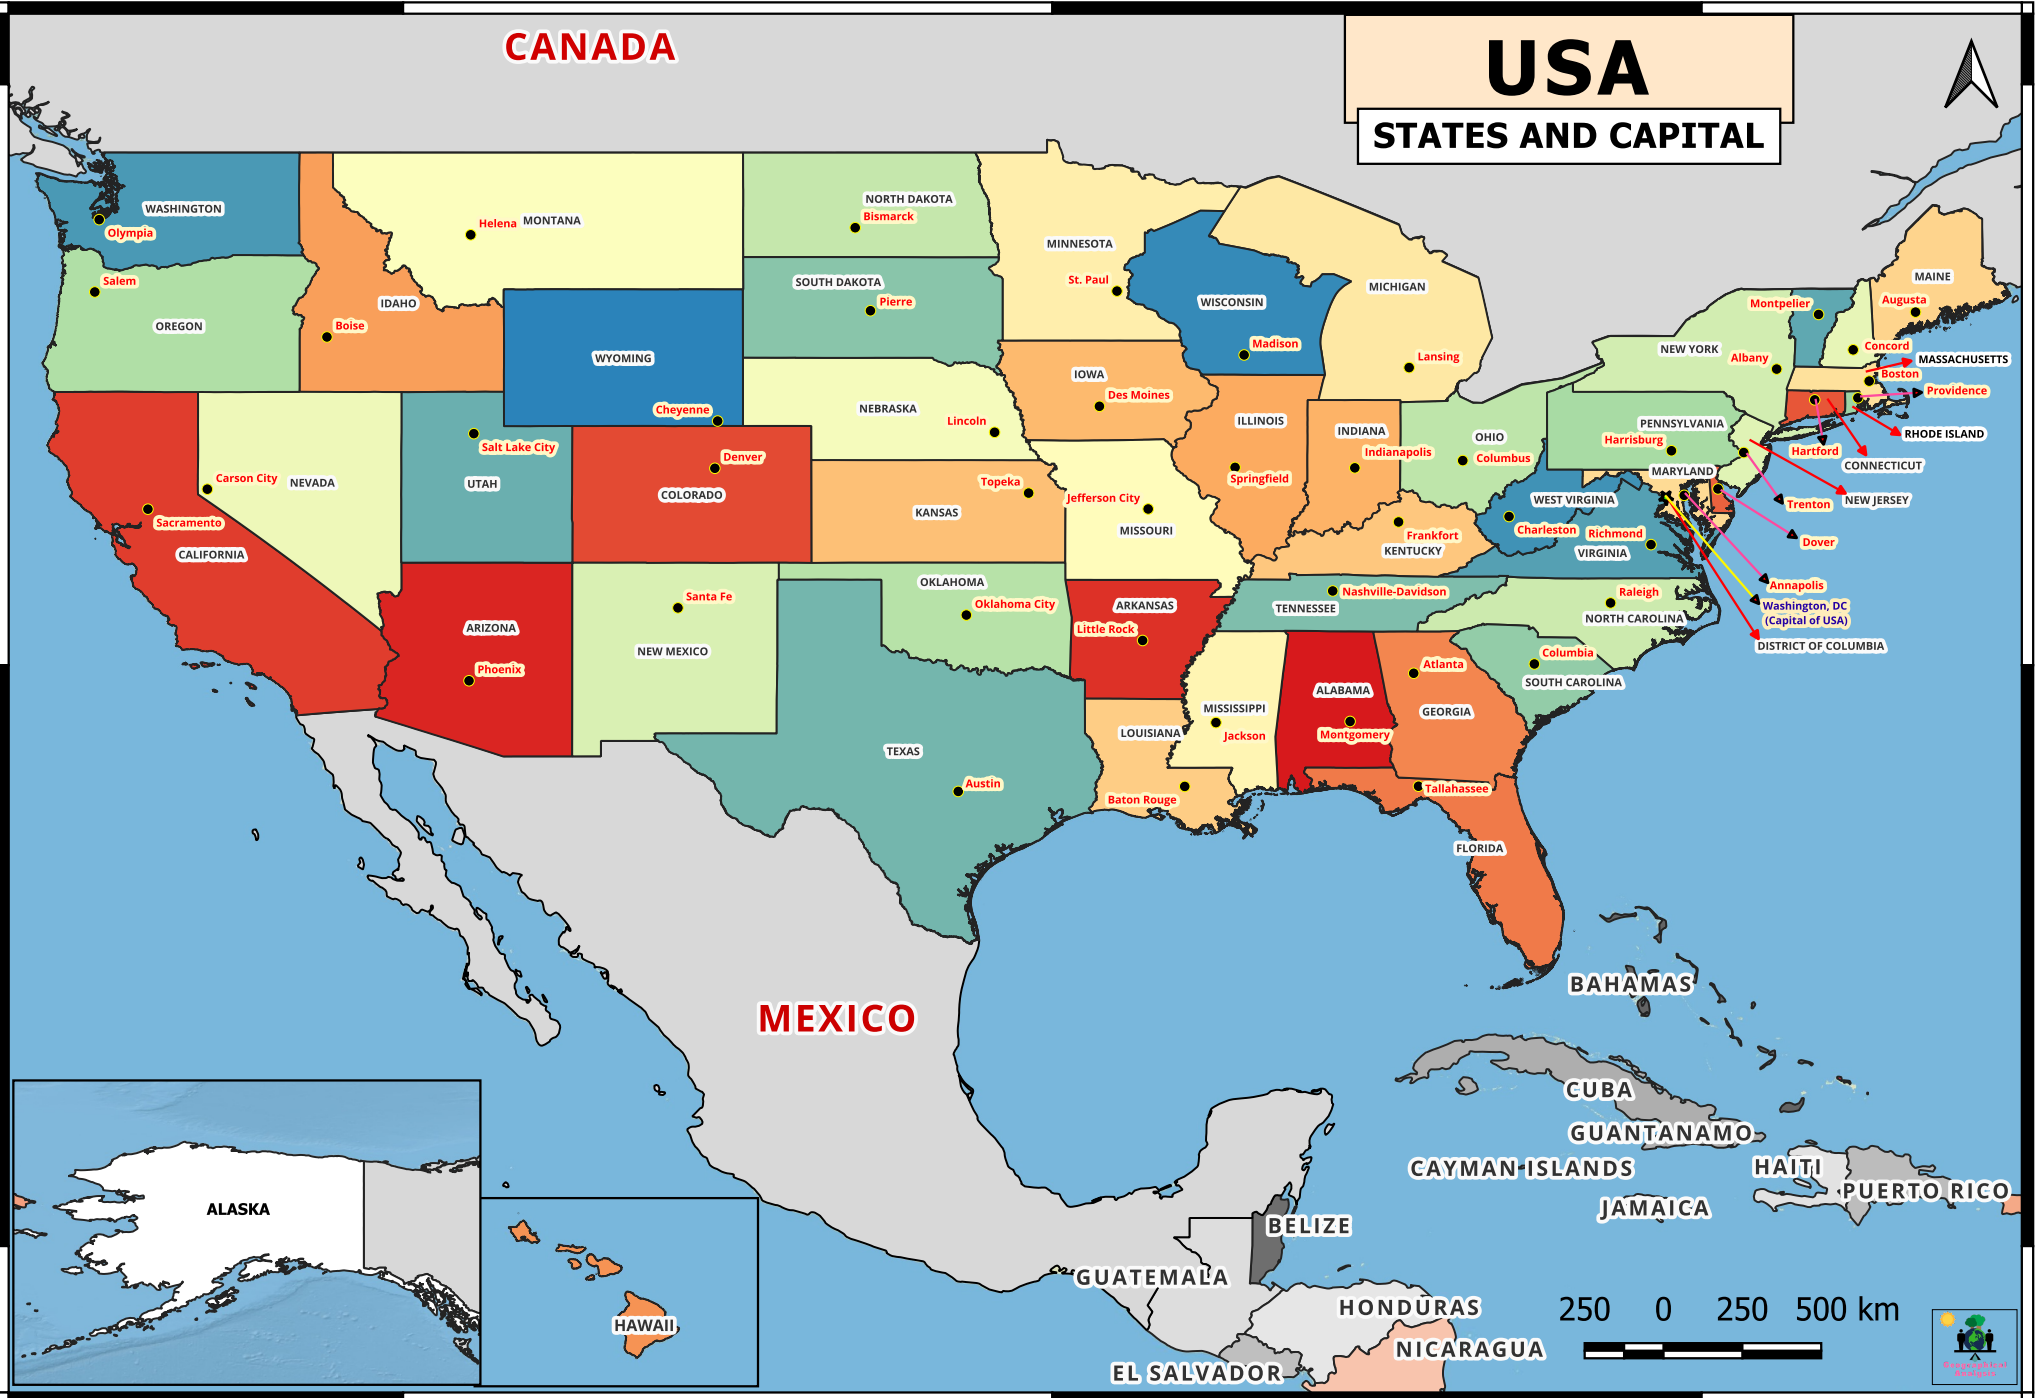 CANADA
USA
STATES AND CAPITAL
WASHINGTON
Olympia
MONTANA
Helena
NORTH DAKOTA
Bismarck
MINNESOTA
St. Paul
SOUTH DAKOTA
Pierre
WISCONSIN
Madison
MICHIGAN
Lansing
MAINE
Augusta
Montpelier
Concord
MASSACHUSETTS
Boston
Providence
RHODE ISLAND
Hartford
CONNECTICUT
NEW YORK
Albany
Salem
OREGON
IDAHO
Boise
WYOMING
Cheyenne
IOWA
Des Moines
NEBRASKA
Lincoln
ILLINOIS
Springfield
INDIANA
Indianapolis
OHIO
Columbus
PENNSYLVANIA
Harrisburg
MARYLAND
NEW JERSEY
Trenton
Dover
Annapolis
Washington, DC
(Capital of USA)
DISTRICT OF COLUMBIA
Carson City
NEVADA
Sacramento
CALIFORNIA
Salt Lake City
UTAH
Denver
COLORADO
Topeka
KANSAS
Jefferson City
MISSOURI
WEST VIRGINIA
Charleston
Richmond
VIRGINIA
Frankfort
KENTUCKY
Nashville-Davidson
TENNESSEE
Raleigh
NORTH CAROLINA
Columbia
SOUTH CAROLINA
ARIZONA
Phoenix
Santa Fe
NEW MEXICO
OKLAHOMA
Oklahoma City
ARKANSAS
Little Rock
TEXAS
Austin
LOUISIANA
Baton Rouge
MISSISSIPPI
Jackson
ALABAMA
Montgomery
Atlanta
GEORGIA
Tallahassee
FLORIDA
MEXICO
BAHAMAS
CUBA
GUANTANAMO
CAYMAN ISLANDS
HAITI
PUERTO RICO
JAMAICA
BELIZE
GUATEMALA
HONDURAS
NICARAGUA
EL SALVADOR
ALASKA
HAWAII
250 0 250 500 km
Geographical